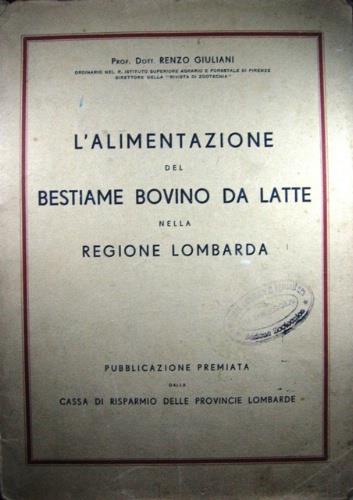 PROF. DOTT. RENZO GIULIANI
ORDINARIO NEL R. ISTITUTO SUPERIORE AGRARIO E FORESTALE DI FIRENZE
DIRETTORE DELLA "RIVISTA DI ZOOTECNIA"
L'ALIMENTAZIONE
DEL
BESTIAME BOVINO DA LATTE
NELLA
REGIONE LOMBARDA
PUBBLICAZIONE PREMIATA
DALLA
CASSA DI RISPARMIO DELLE PROVINCIE LOMBARDE